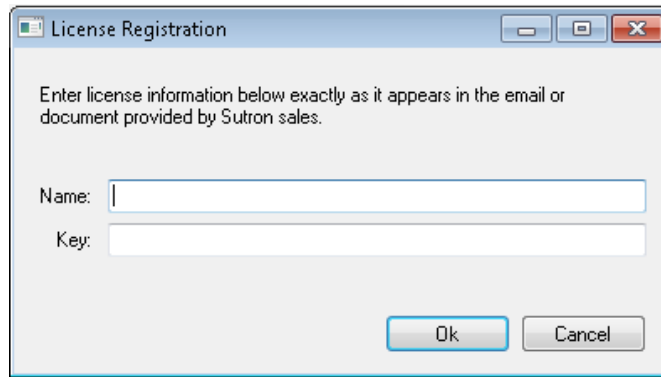 License Registration
Enter license information below exactly as it appears in the email or
document provided by Sutron sales.
Name:
Key:
Ok
Cancel